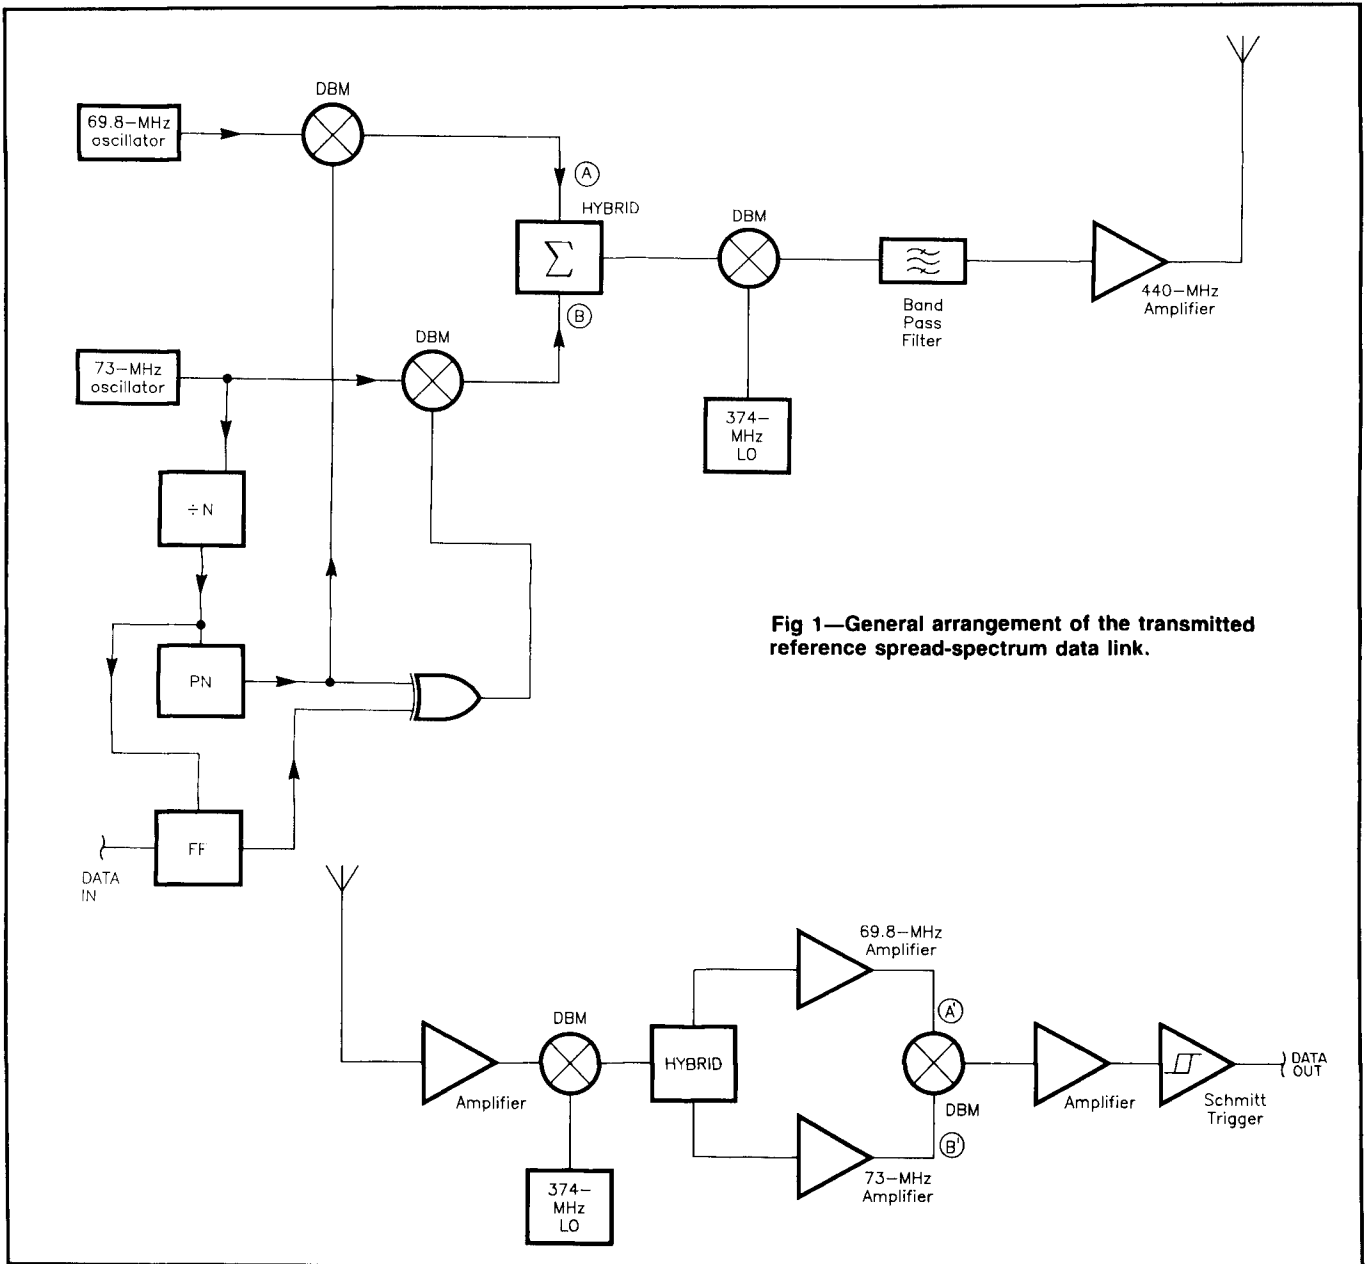 DBM
69.8-MHz
oscillator
A
HYBRID
Σ
B
DBM
Band
Pass
Filter
440-MHz
Amplifier
374-
MHz
LO
73-MHz
oscillator
DBM
÷N
PN
FF
DATA
IN
Fig 1—General arrangement of the transmitted
reference spread-spectrum data link.
Amplifier
DBM
374-
MHz
LO
HYBRID
69.8-MHz
Amplifier
A'
DBM
B'
73-MHz
Amplifier
Amplifier
Schmitt
Trigger
DATA
OUT